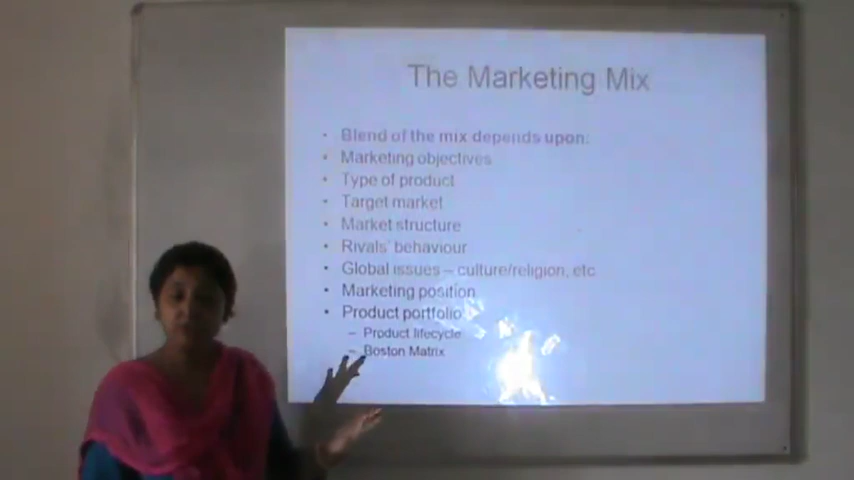 The Marketing Mix
• Blend of the mix depends upon:
• Marketing objectives
• Type of product
• Target market
• Market structure
• Rivals' behaviour
• Global issues – culture/religion, etc
• Marketing position
• Product portfolio
– Product lifecycle
– Boston Matrix